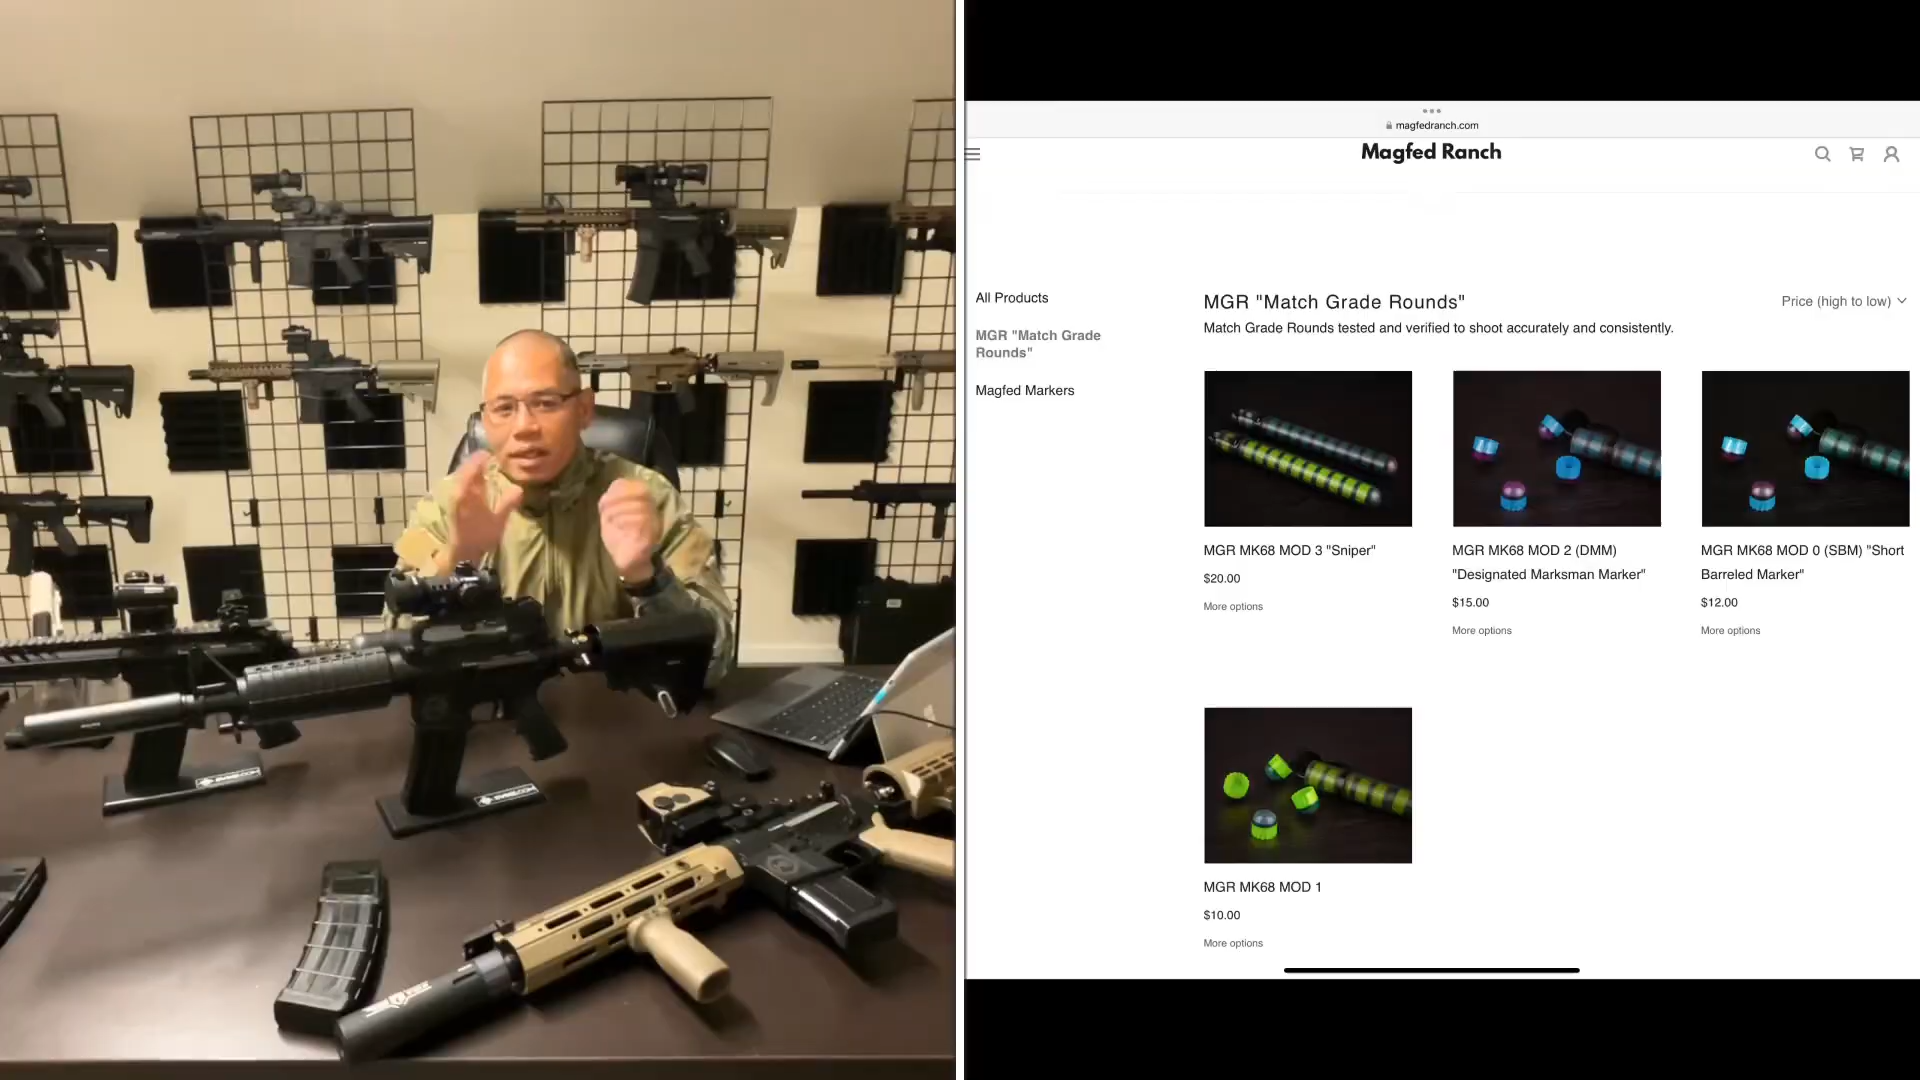 magfedranch.com
Magfed Ranch
All Products
MGR "Match Grade
Rounds"
Magfed Markers
MGR "Match Grade Rounds"
Price (high to low)
Match Grade Rounds tested and verified to shoot accurately and consistently.
MGR MK68 MOD 3 "Sniper"
$20.00
More options
MGR MK68 MOD 2 (DMM)
"Designated Marksman Marker"
$15.00
More options
MGR MK68 MOD 0 (SBM) "Short
Barreled Marker"
$12.00
More options
MGR MK68 MOD 1
$10.00
More options